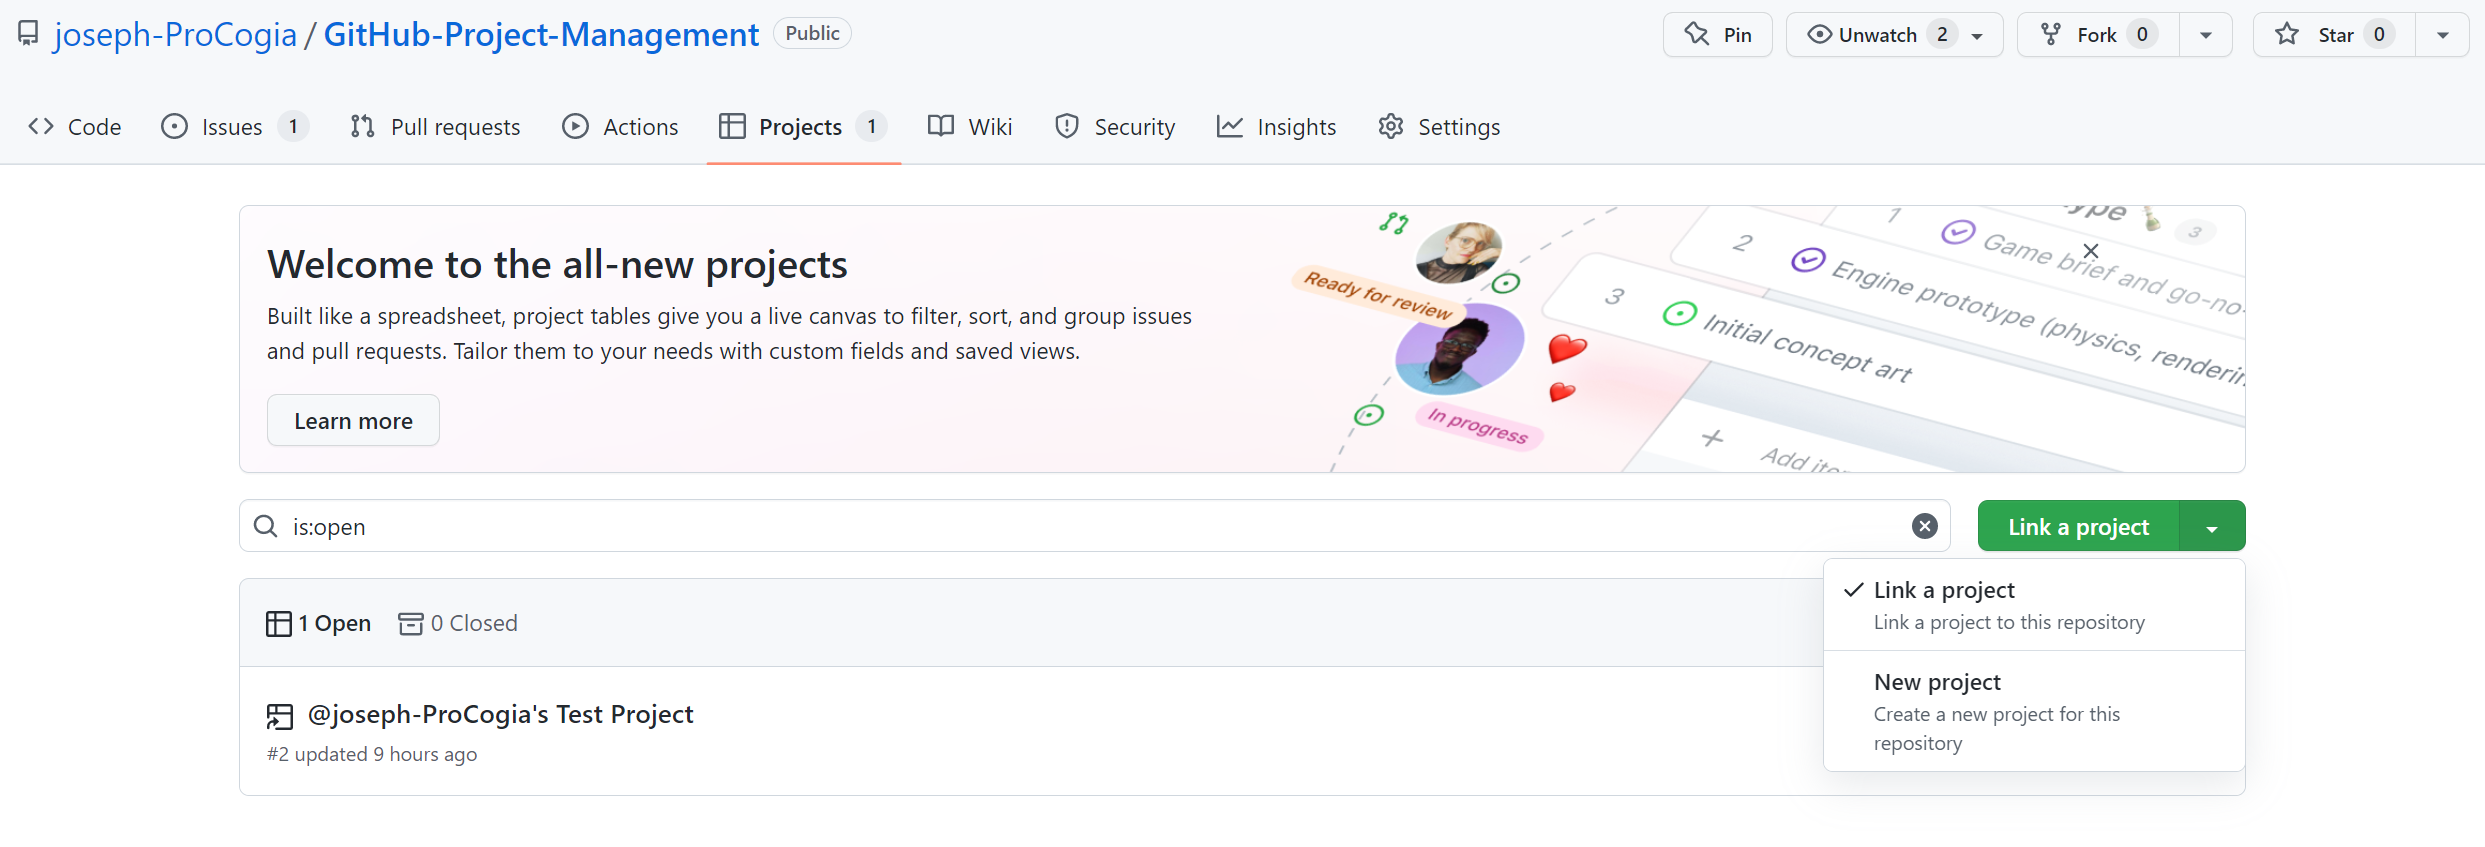 joseph-ProCogia / GitHub-Project-Management Public
Pin Unwatch 2 Fork 0 Star 0
Code Issues 1 Pull requests Actions Projects 1 Wiki Security Insights Settings
Welcome to the all-new projects
Built like a spreadsheet, project tables give you a live canvas to filter, sort, and group issues
and pull requests. Tailor them to your needs with custom fields and saved views.
Learn more
Ready for review
In progress
ype 3
1 Game brief and go-no-
2 Engine prototype (physics, renderin
3 Initial concept art
+ Add ite
is:open
Link a project
Link a project
Link a project to this repository
New project
Create a new project for this
repository
1 Open 0 Closed
@joseph-ProCogia's Test Project
#2 updated 9 hours ago